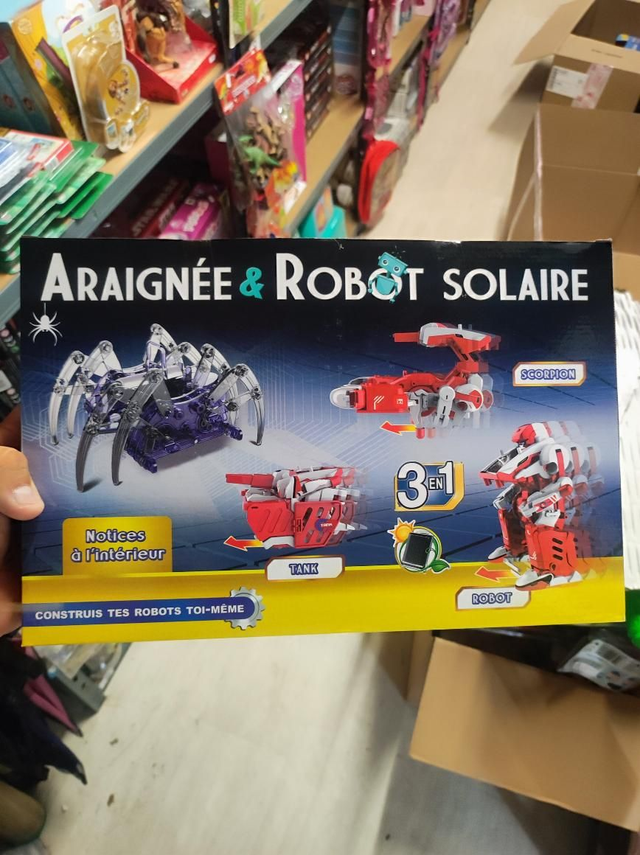 ARAIGNÉE & ROBOT SOLAIRE
SCORPION
3 EN 1
Notices
à l'intérieur
TANK
ROBOT
CONSTRUIS TES ROBOTS TOI-MÊME